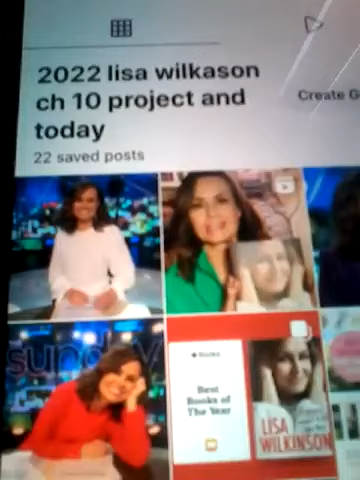 2022 lisa wilkason
ch 10 project and
today
Create G
22 saved posts
sunday
Books
Best
Books of
The Year
LISA
WILKINSON